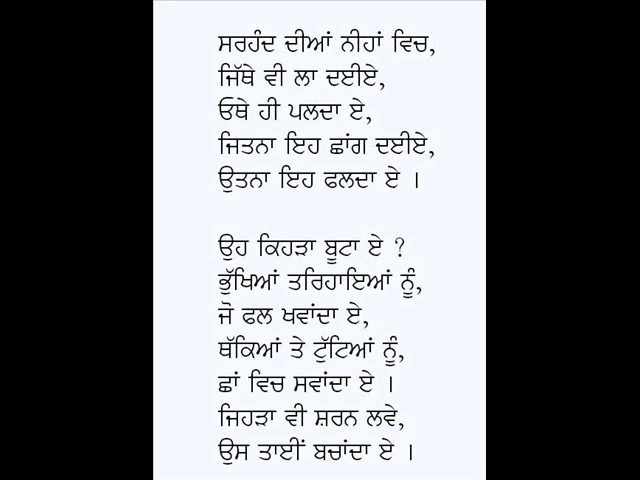 ਸਰਹੰਦ ਦੀਆਂ ਨੀਹਾਂ ਵਿਚ,
ਜਿੱਥੇ ਵੀ ਲਾ ਦਈਏ,
ਓਥੇ ਹੀ ਪਲਦਾ ਏ,
ਜਿਤਨਾ ਇਹ ਛਾਂਗ ਦਈਏ,
ਉਤਨਾ ਇਹ ਫਲਦਾ ਏ ।
ਉਹ ਕਿਹੜਾ ਬੂਟਾ ਏ ?
ਭੁੱਖਿਆਂ ਤਰਿਹਾਇਆਂ ਨੂੰ,
ਜੋ ਫਲ ਖਵਾਂਦਾ ਏ,
ਥੱਕਿਆਂ ਤੇ ਟੁੱਟਿਆਂ ਨੂੰ,
ਛਾਂ ਵਿਚ ਸਵਾਂਦਾ ਏ ।
ਜਿਹੜਾ ਵੀ ਸ਼ਰਨ ਲਵੇ,
ਉਸ ਤਾਈਂ ਬਚਾਂਦਾ ਏ ।